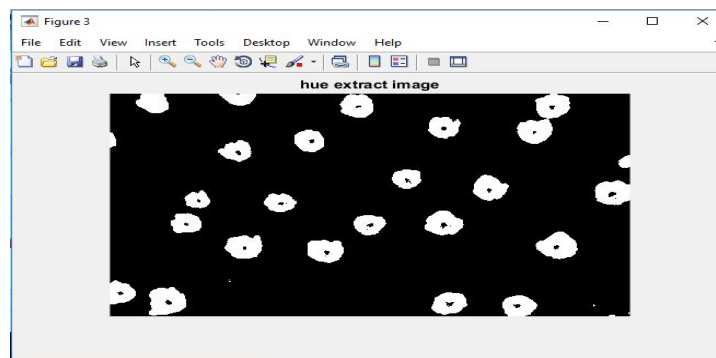 Figure 3
File Edit View Insert Tools Desktop Window Help
hue extract image